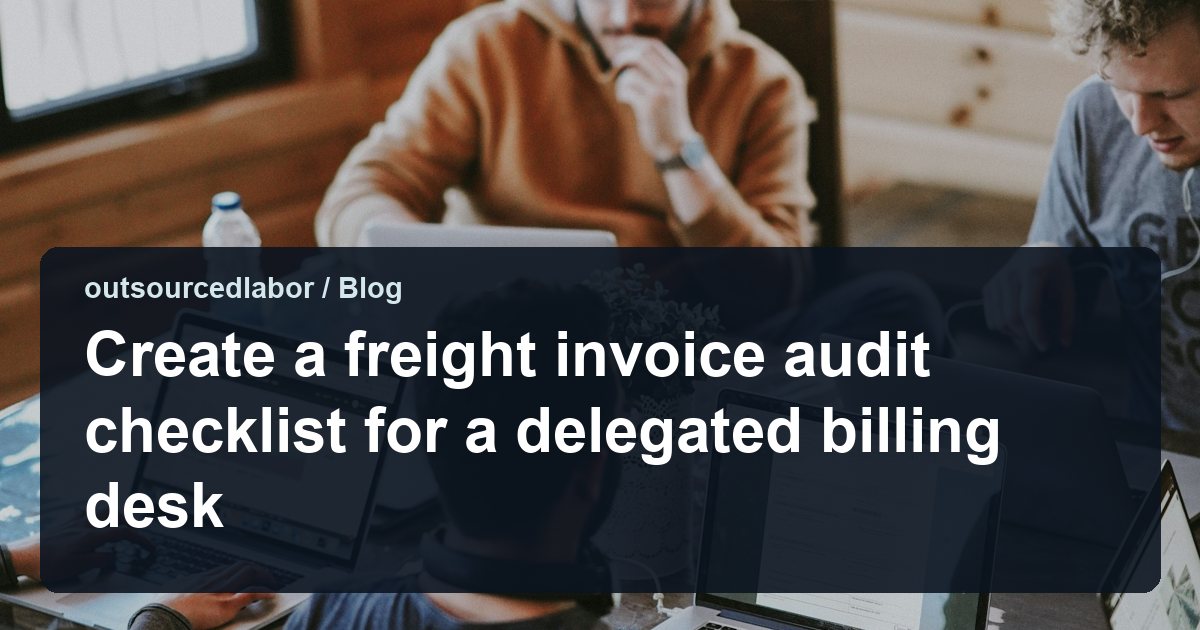 outsourcedlabor / Blog
Create a freight invoice audit
checklist for a delegated billing
desk